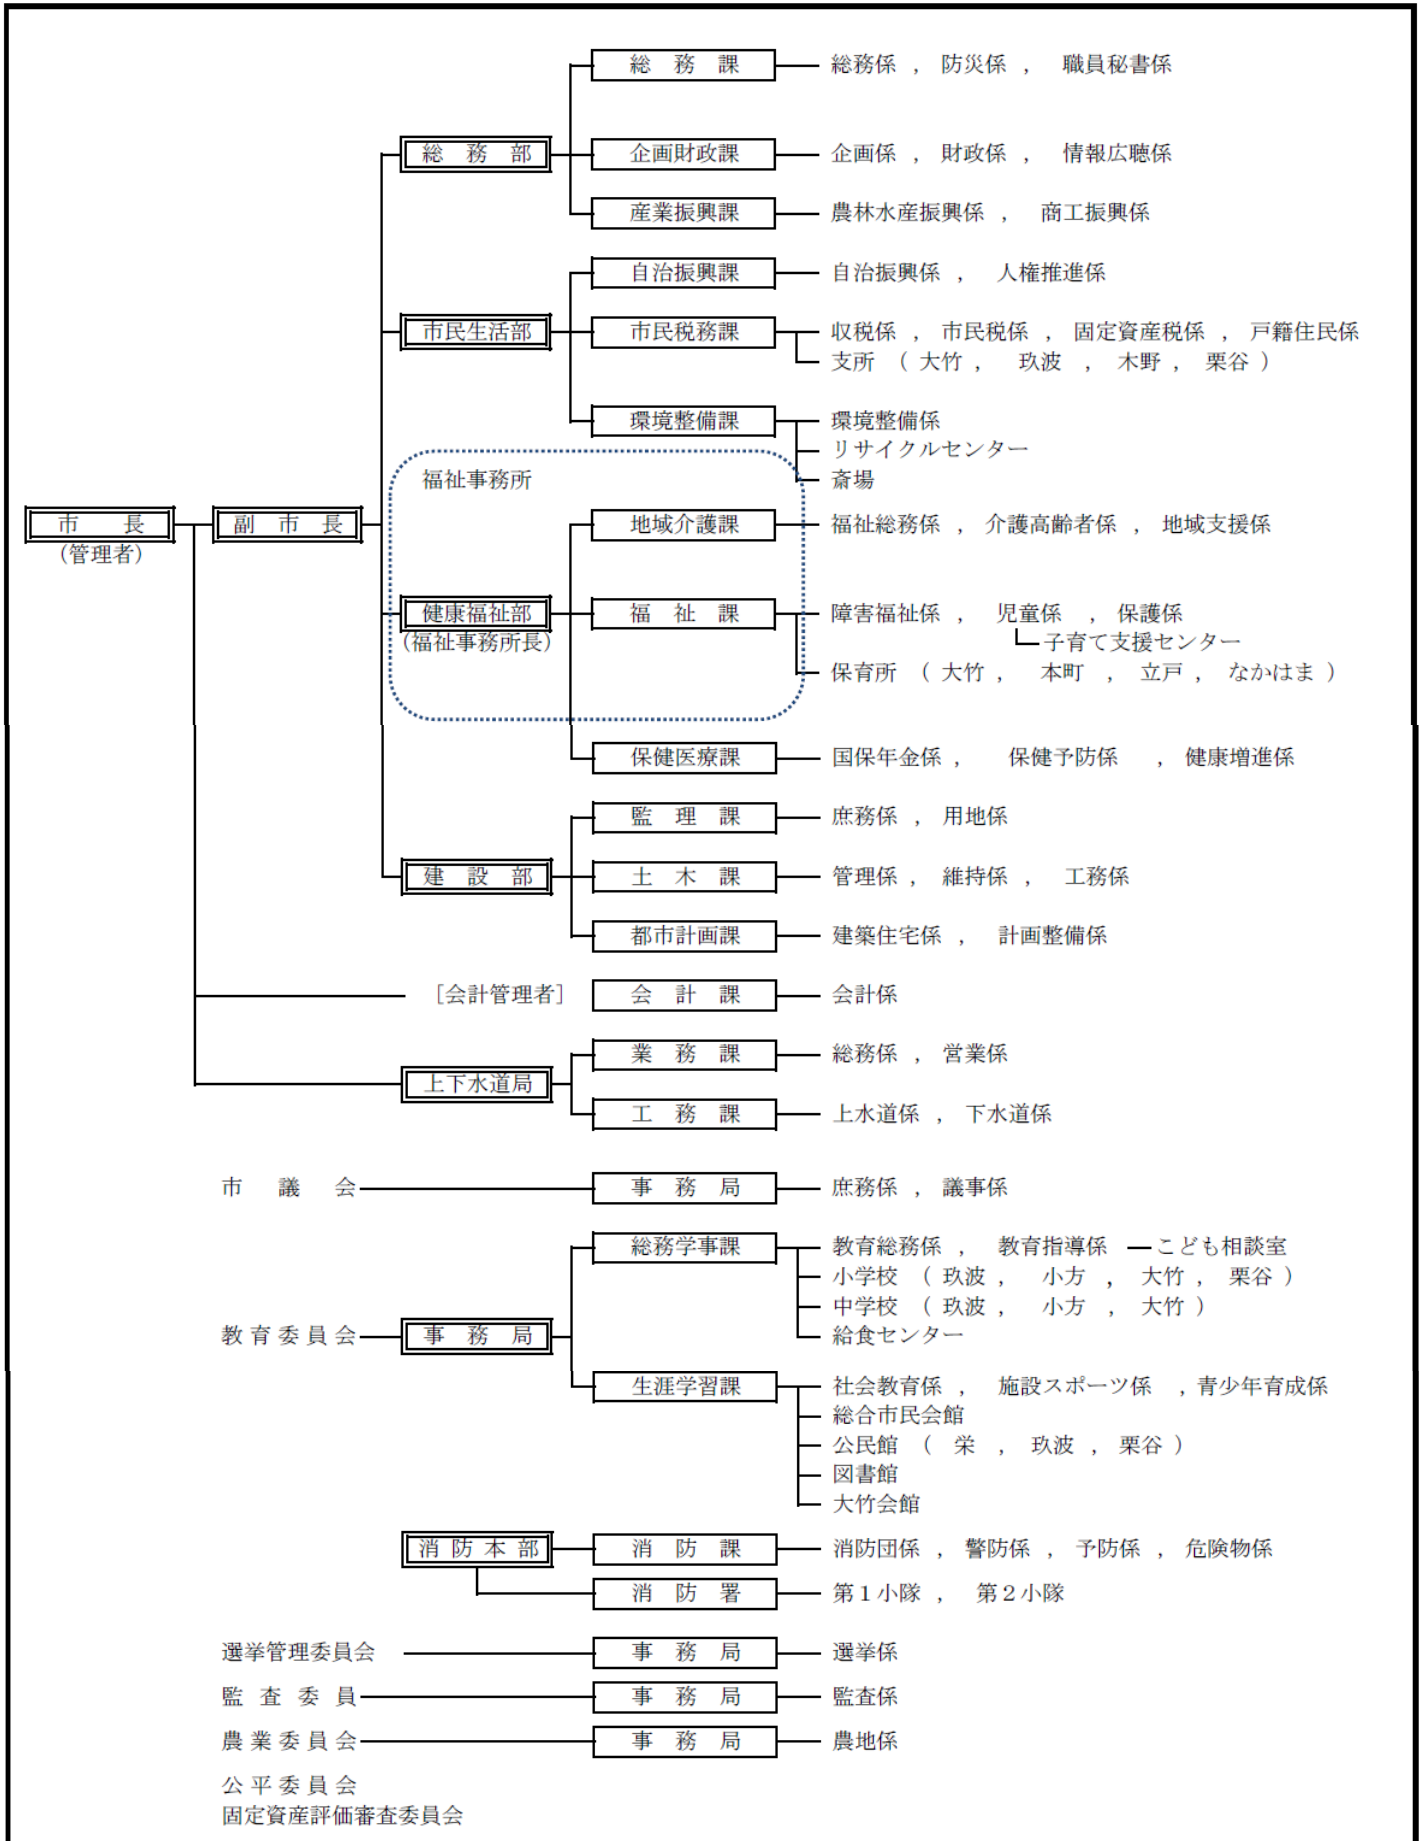 総務課 総務係 , 防災係 , 職員秘書係
総務部 企画財政課 企画係 , 財政係 , 情報広聴係
産業振興課 農林水産振興係 , 商工振興係
自治振興課 自治振興係 , 人権推進係
市民生活部 市民税務課 収税係 , 市民税係 , 固定資産税係 , 戸籍住民係
支所 ( 大竹 , 玖波 , 木野 , 栗谷 )
環境整備課 環境整備係
リサイクルセンター
福祉事務所 斎場
市長 副市長 地域介護課 福祉総務係 , 介護高齢者係 , 地域支援係
(管理者)
健康福祉部 福祉課 障害福祉係 , 児童係 , 保護係
(福祉事務所長) 子育て支援センター
保育所 ( 大竹 , 本町 , 立戸 , なかはま )
保健医療課 国保年金係 , 保健予防係 , 健康増進係
監理課 庶務係 , 用地係
建設部 土木課 管理係 , 維持係 , 工務係
都市計画課 建築住宅係 , 計画整備係
[会計管理者] 会計課 会計係
業務課 総務係 , 営業係
上下水道局
工務課 上水道係 , 下水道係
市議会 事務局 庶務係 , 議事係
総務学事課 教育総務係 , 教育指導係 こども相談室
小学校 ( 玖波 , 小方 , 大竹 , 栗谷 )
中学校 ( 玖波 , 小方 , 大竹 )
教育委員会 事務局 給食センター
生涯学習課 社会教育係 , 施設スポーツ係 , 青少年育成係
総合市民会館
公民館 ( 栄 , 玖波 , 栗谷 )
図書館
大竹会館
消防本部 消防課 消防団係 , 警防係 , 予防係 , 危険物係
消防署 第1小隊 , 第2小隊
選挙管理委員会 事務局 選挙係
監査委員 事務局 監査係
農業委員会 事務局 農地係
公平委員会
固定資産評価審査委員会